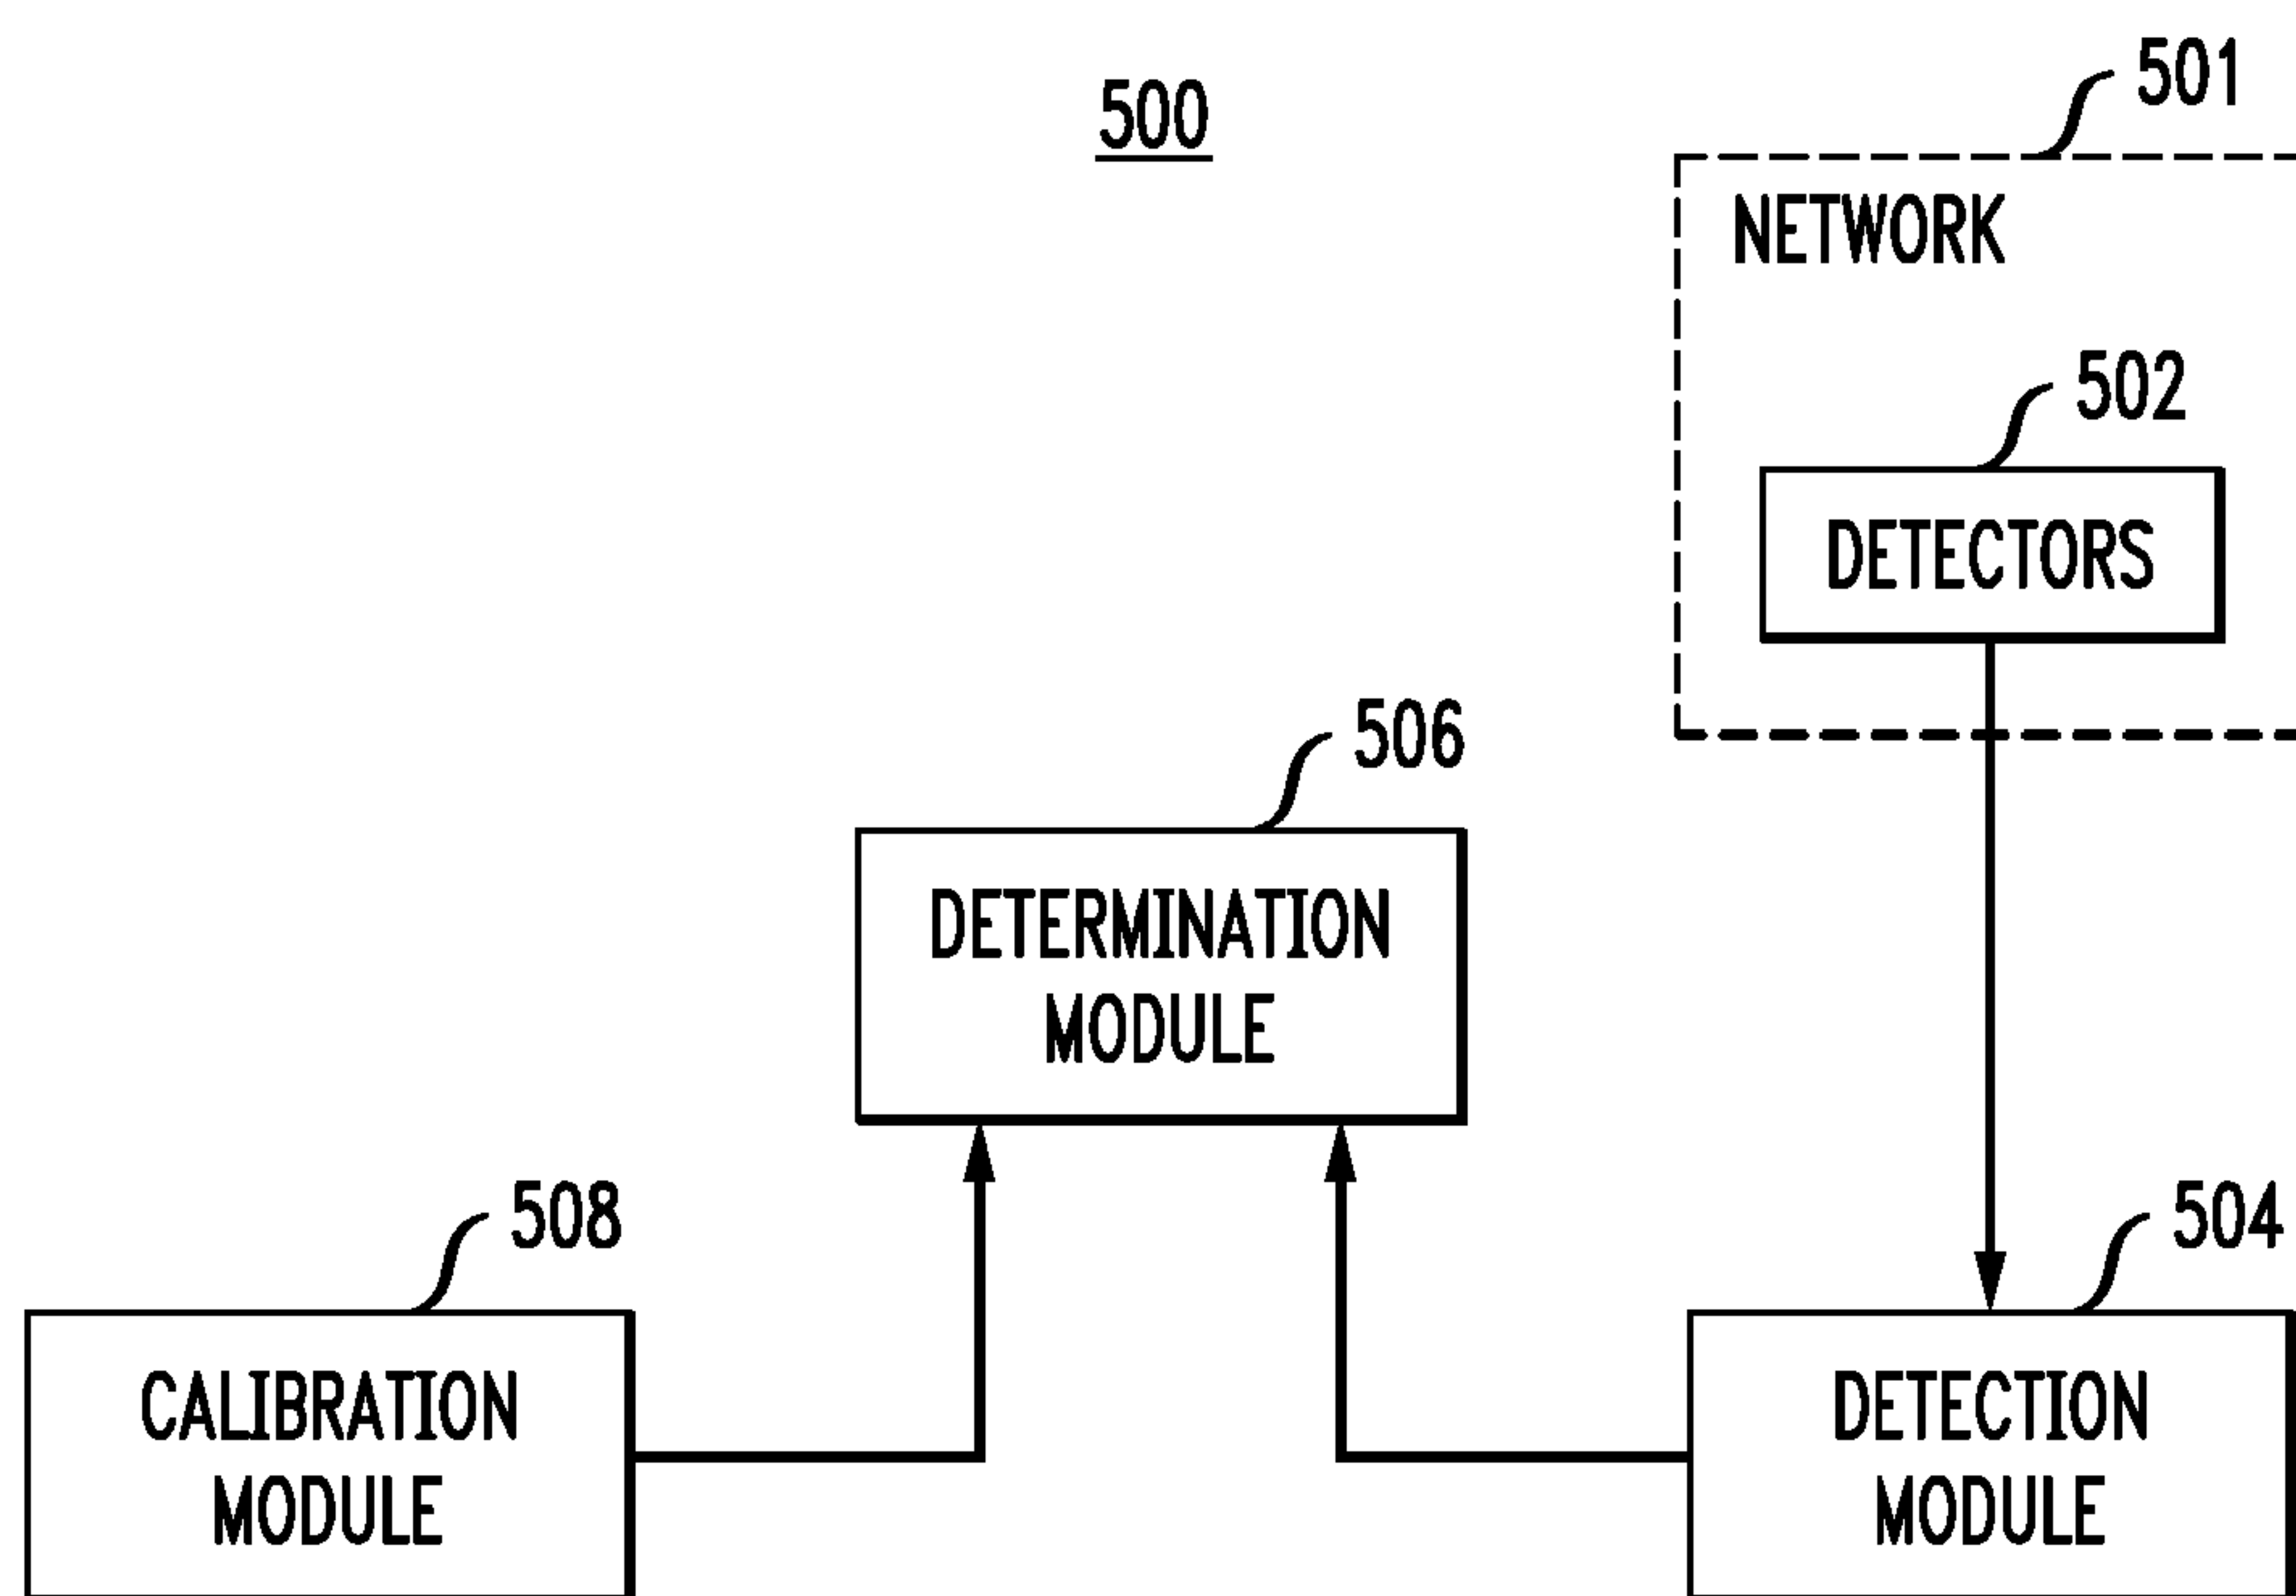 500
501
NETWORK
502
DETECTORS
506
DETERMINATION
MODULE
508
CALIBRATION
MODULE
504
DETECTION
MODULE